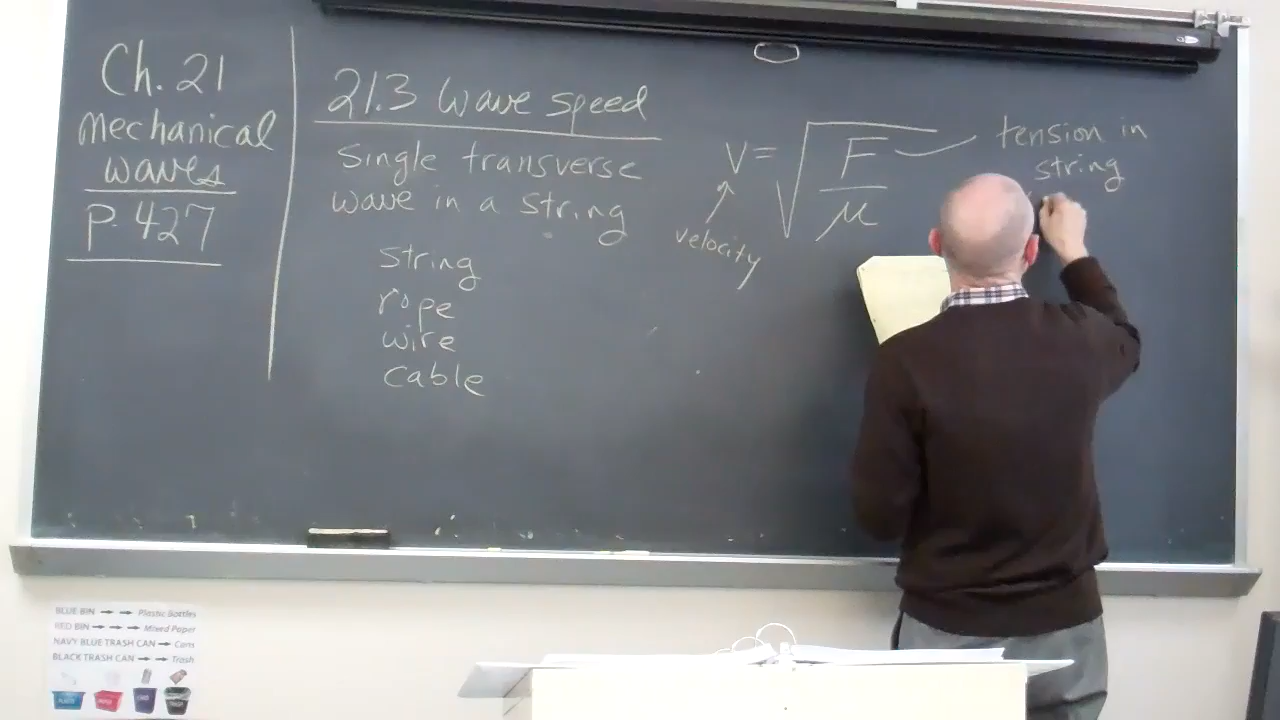 Ch. 21
mechanical
waves
P. 427
21.3 wave speed
Single transverse
wave in a string
string
rope
wire
cable
V = √ F / μ
velocity
tension in
string
BLUE BIN → → Plastic Bottles
RED BIN → → → Mixed Paper
NAVY BLUE TRASH CAN → Cans
BLACK TRASH CAN → → Trash